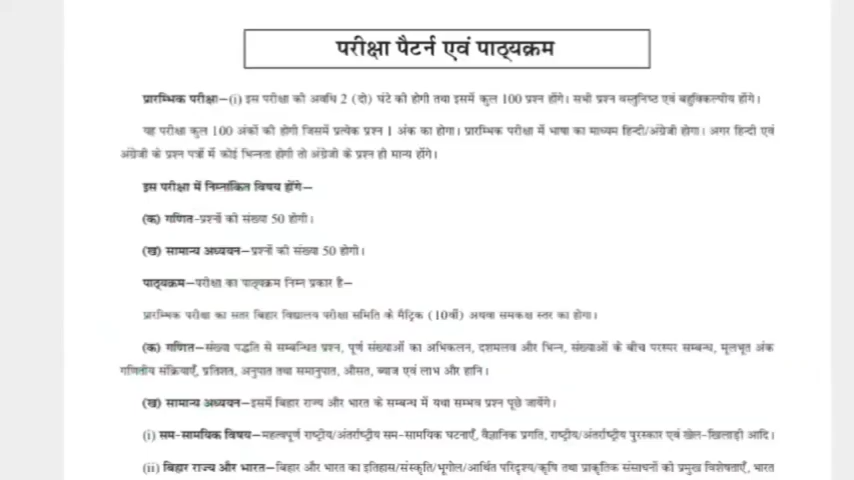 परीक्षा पैटर्न एवं पाठ्यक्रम
प्रारम्भिक परीक्षा—(i) इस परीक्षा की अवधि 2 (दो) घंटे की होगी तथा इसमें कुल 100 प्रश्न होंगे। सभी प्रश्न वस्तुनिष्ठ एवं बहुविकल्पीय होंगे।
यह परीक्षा कुल 100 अंकों की होगी जिसमें प्रत्येक प्रश्न 1 अंक का होगा। प्रारम्भिक परीक्षा में भाषा का माध्यम हिन्दी/अंग्रेजी होगा। अगर हिन्दी एवं
अंग्रेजी के प्रश्न पत्रों में कोई भिन्नता होगी तो अंग्रेजी के प्रश्न ही मान्य होंगे।
इस परीक्षा में निम्नांकित विषय होंगे—
(क) गणित-प्रश्नों की संख्या 50 होगी।
(ख) सामान्य अध्ययन—प्रश्नों की संख्या 50 होगी।
पाठ्यक्रम—परीक्षा का पाठ्यक्रम निम्न प्रकार है—
प्रारम्भिक परीक्षा का सतर बिहार विद्यालय परीक्षा समिति के मैट्रिक (10वीं) अथवा समकक्ष स्तर का होगा।
(क) गणित—संख्या पद्धति से सम्बन्धित प्रश्न, पूर्ण संख्याओं का अभिकलन, दशमलव और भिन्न, संख्याओं के बीच परस्पर सम्बन्ध, मूलभूत अंक
गणितीय संक्रियाएँ, प्रतिशत, अनुपात तथा समानुपात, औसत, ब्याज एवं लाभ और हानि।
(ख) सामान्य अध्ययन—इसमें बिहार राज्य और भारत के सम्बन्ध में यथा सम्भव प्रश्न पूछे जायेंगे।
(i) सम-सामयिक विषय—महत्वपूर्ण राष्ट्रीय/अंतर्राष्ट्रीय सम-सामयिक घटनाएँ, वैज्ञानिक प्रगति, राष्ट्रीय/अंतर्राष्ट्रीय पुरस्कार एवं खेल-खिलाड़ी आदि।
(ii) बिहार राज्य और भारत—बिहार और भारत का इतिहास/संस्कृति/भूगोल/आर्थित परिदृश्य/कृषि तथा प्राकृतिक संसाधनों की प्रमुख विशेषताएँ, भारत